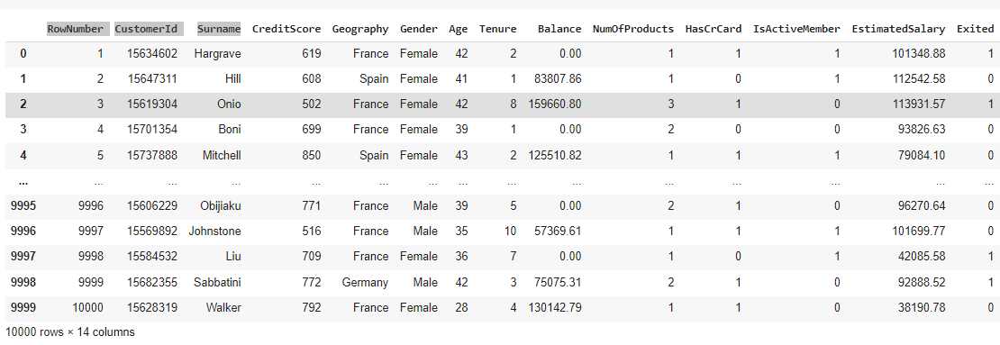 RowNumber CustomerId Surname CreditScore Geography Gender Age Tenure Balance NumOfProducts HasCrCard IsActiveMember EstimatedSalary Exited
0 1 15634602 Hargrave 619 France Female 42 2 0.00 1 1 1 101348.88 1
1 2 15647311 Hill 608 Spain Female 41 1 83807.86 1 0 1 112542.58 0
2 3 15619304 Onio 502 France Female 42 8 159660.80 3 1 0 113931.57 1
3 4 15701354 Boni 699 France Female 39 1 0.00 2 0 0 93826.63 0
4 5 15737888 Mitchell 850 Spain Female 43 2 125510.82 1 1 1 79084.10 0
... ... ... ... ... ... ... ... ... ... ... ... ... ... ...
9995 9996 15606229 Obijiaku 771 France Male 39 5 0.00 2 1 0 96270.64 0
9996 9997 15569892 Johnstone 516 France Male 35 10 57369.61 1 1 1 101699.77 0
9997 9998 15584532 Liu 709 France Female 36 7 0.00 1 0 1 42085.58 1
9998 9999 15682355 Sabbatini 772 Germany Male 42 3 75075.31 2 1 0 92888.52 1
9999 10000 15628319 Walker 792 France Female 28 4 130142.79 1 1 0 38190.78 0
10000 rows × 14 columns